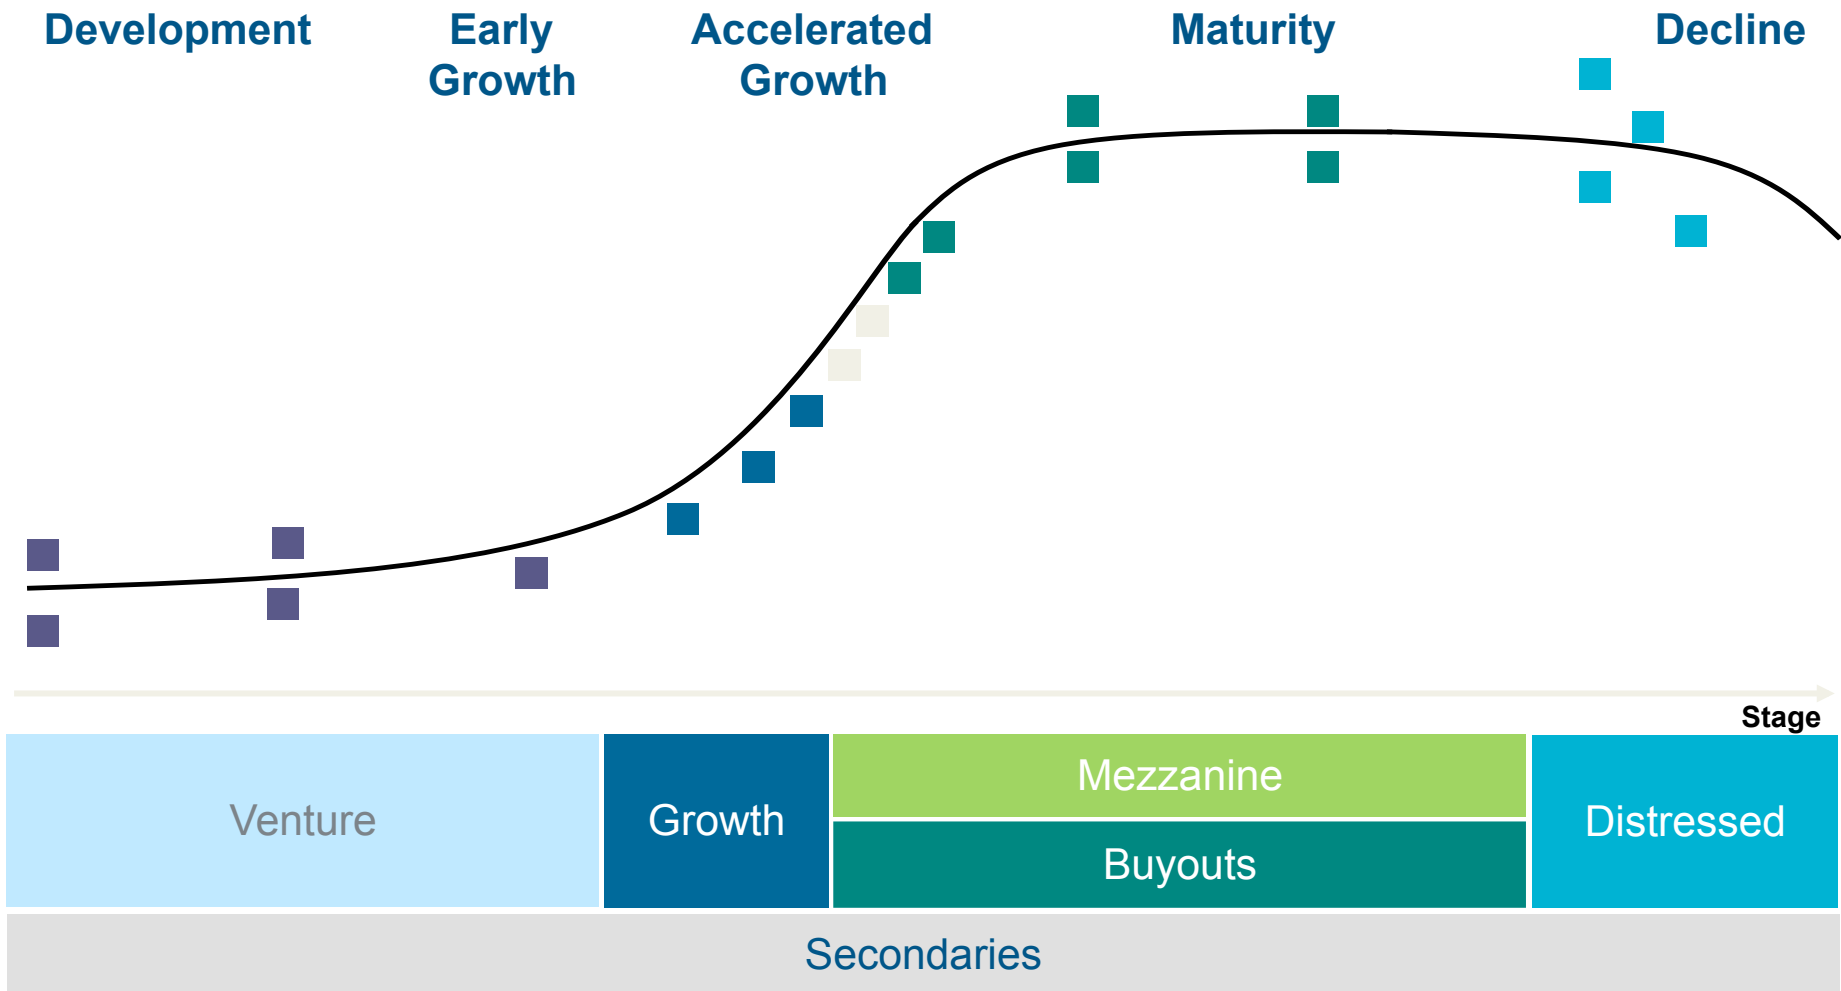 Development
Early
Growth
Accelerated
Growth
Maturity
Decline
Stage
Venture
Growth
Mezzanine
Buyouts
Distressed
Secondaries